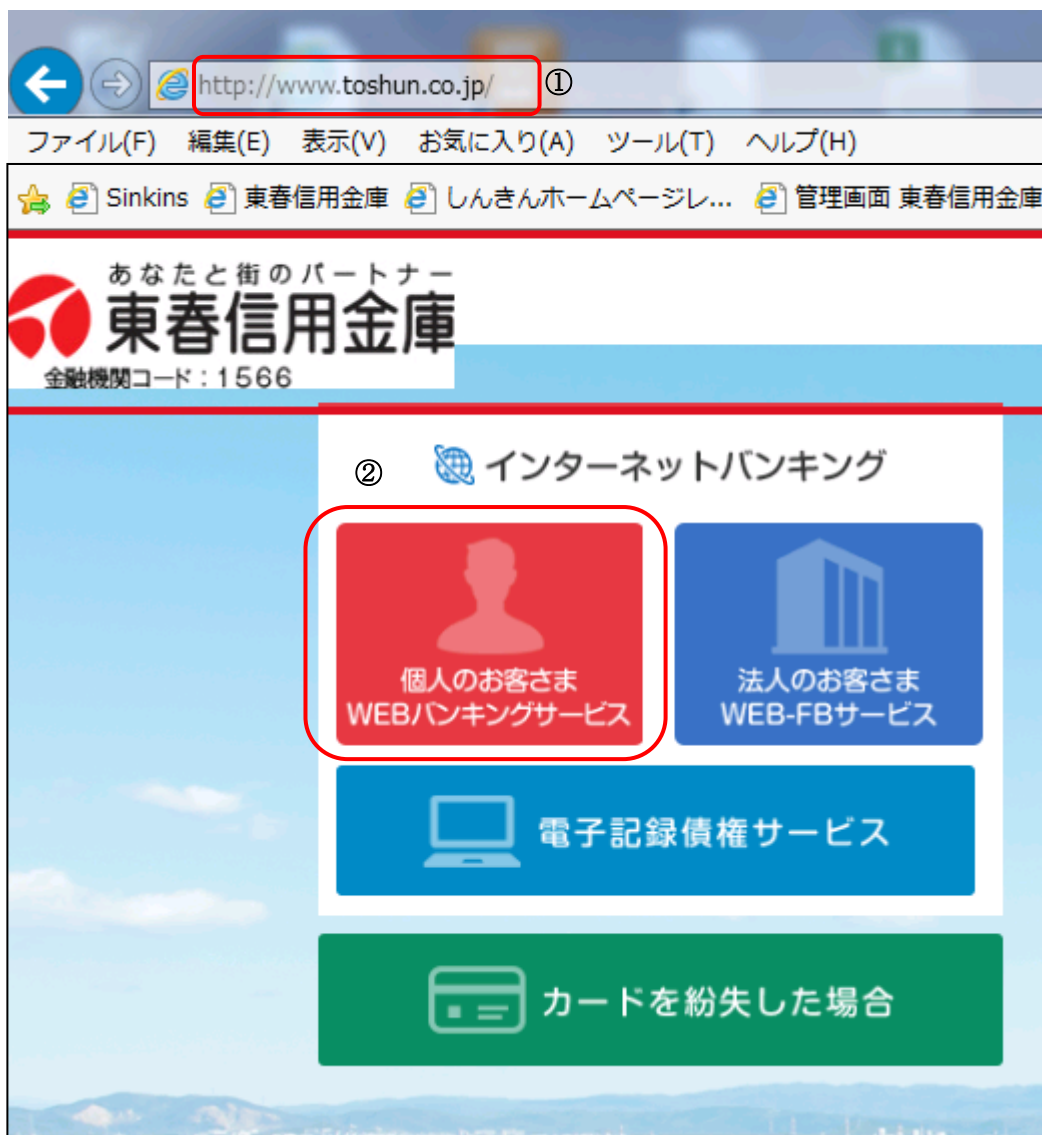 http://www.toshun.co.jp/ ①
ファイル(F) 編集(E) 表示(V) お気に入り(A) ツール(T) ヘルプ(H)
Sinkins 東春信用金庫 しんきんホームページレ... 管理画面 東春信用金庫
あなたと街のパートナー
東春信用金庫
金融機関コード:1566
② インターネットバンキング
個人のお客さま
WEBバンキングサービス
法人のお客さま
WEB-FBサービス
電子記録債権サービス
カードを紛失した場合